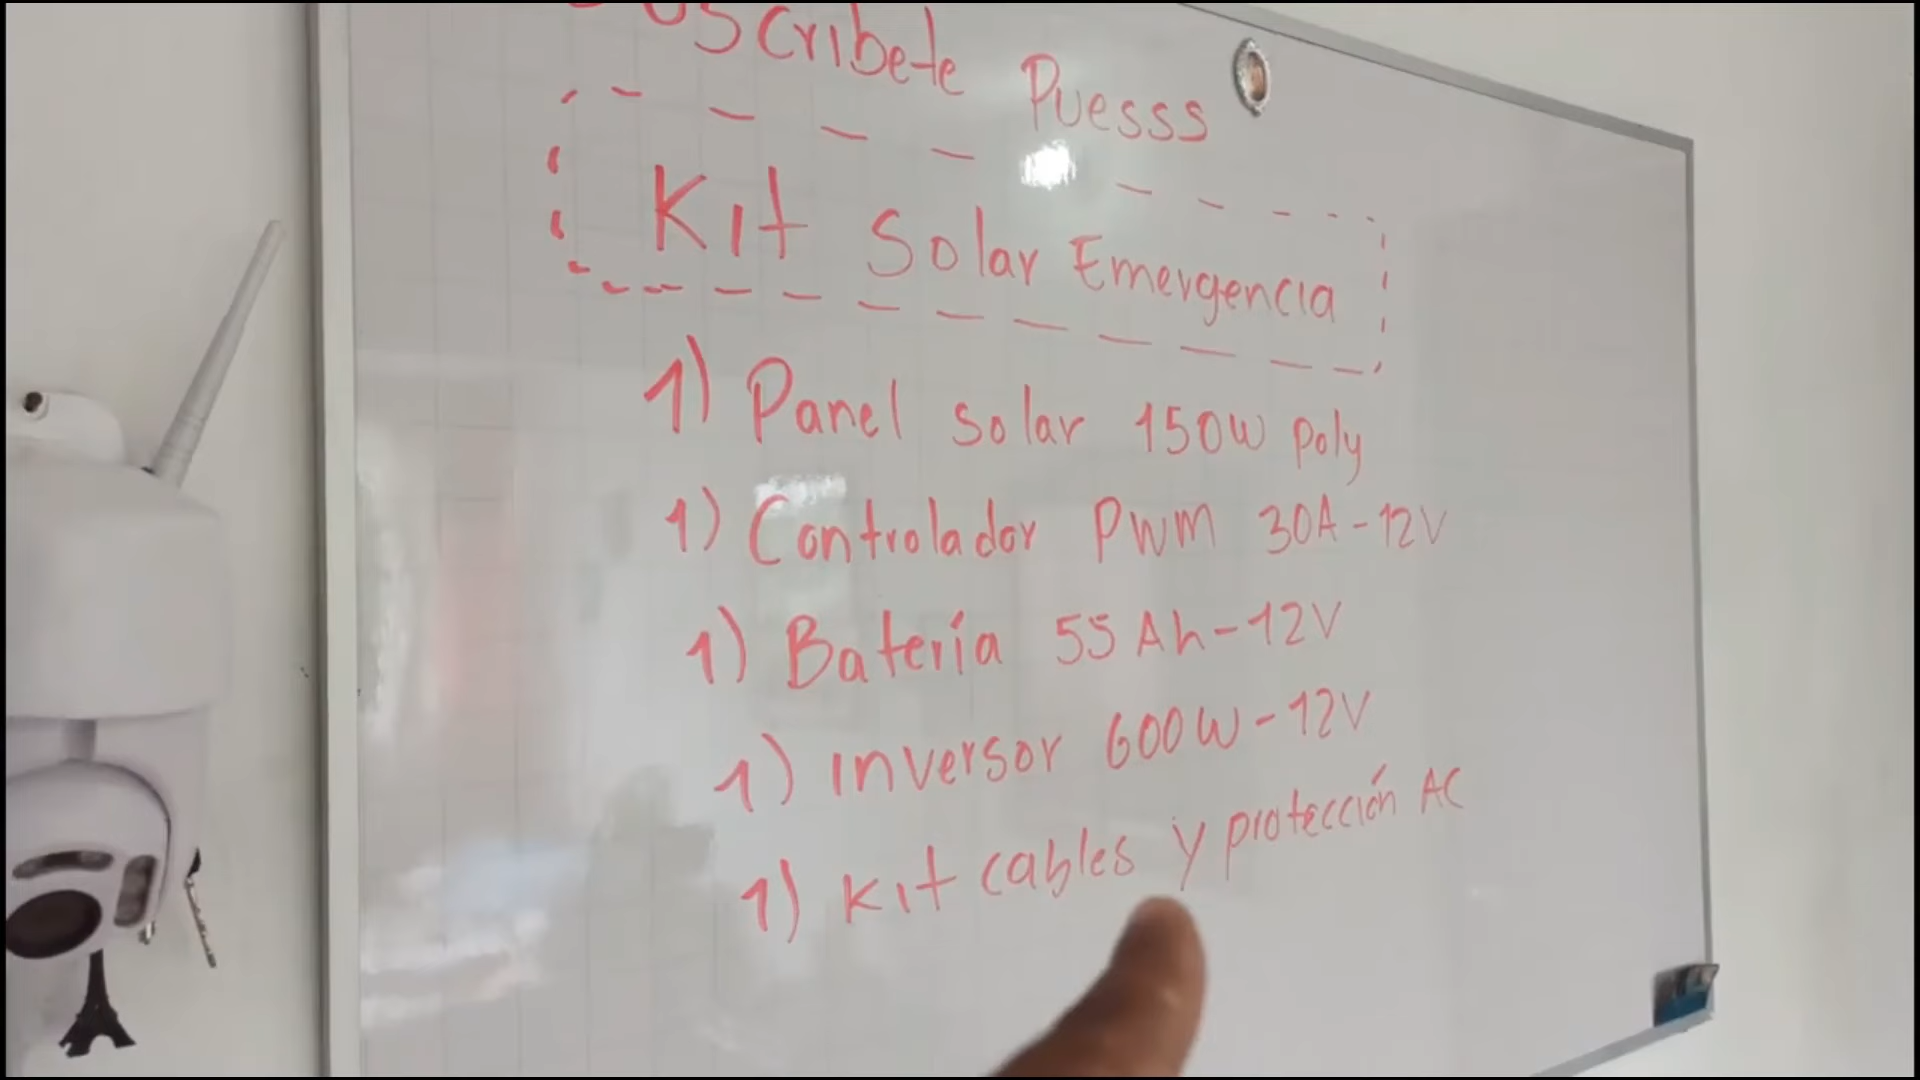 Suscribete Puesss
Kit Solar Emergencia
1) Panel solar 150W poly
1) Controlador PWM 30A-12V
1) Batería 55Ah-12V
1) inversor 600W-12V
1) Kit cables y protección AC